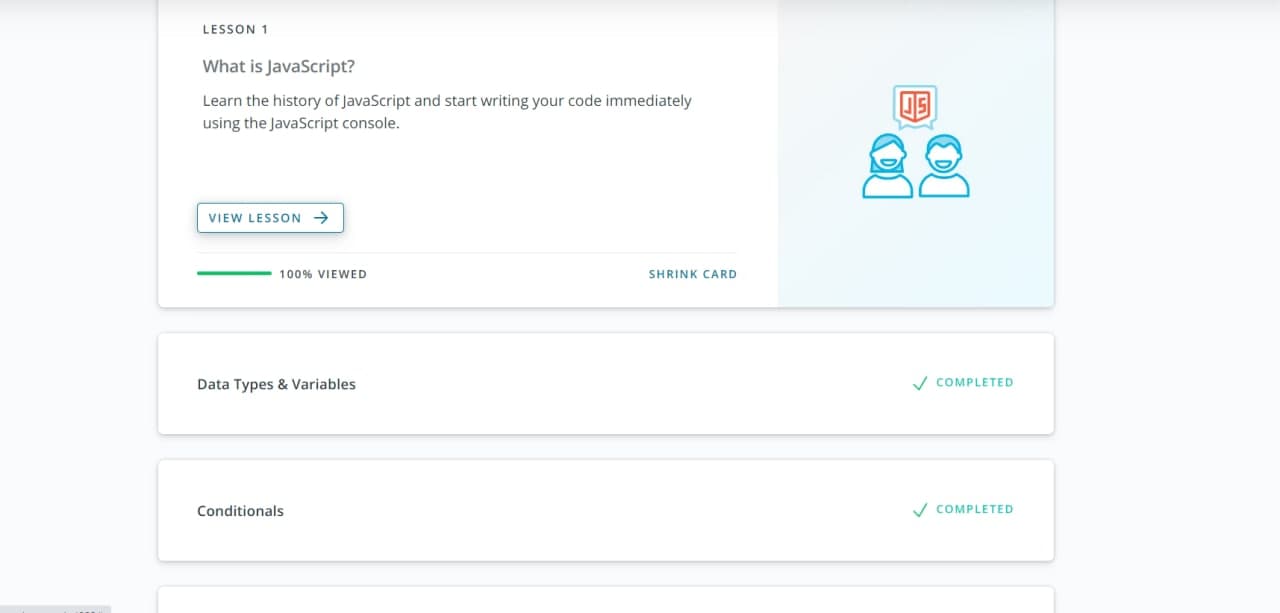 LESSON 1
What is JavaScript?
Learn the history of JavaScript and start writing your code immediately
using the JavaScript console.
JS
VIEW LESSON
100% VIEWED
SHRINK CARD
Data Types & Variables
COMPLETED
Conditionals
COMPLETED